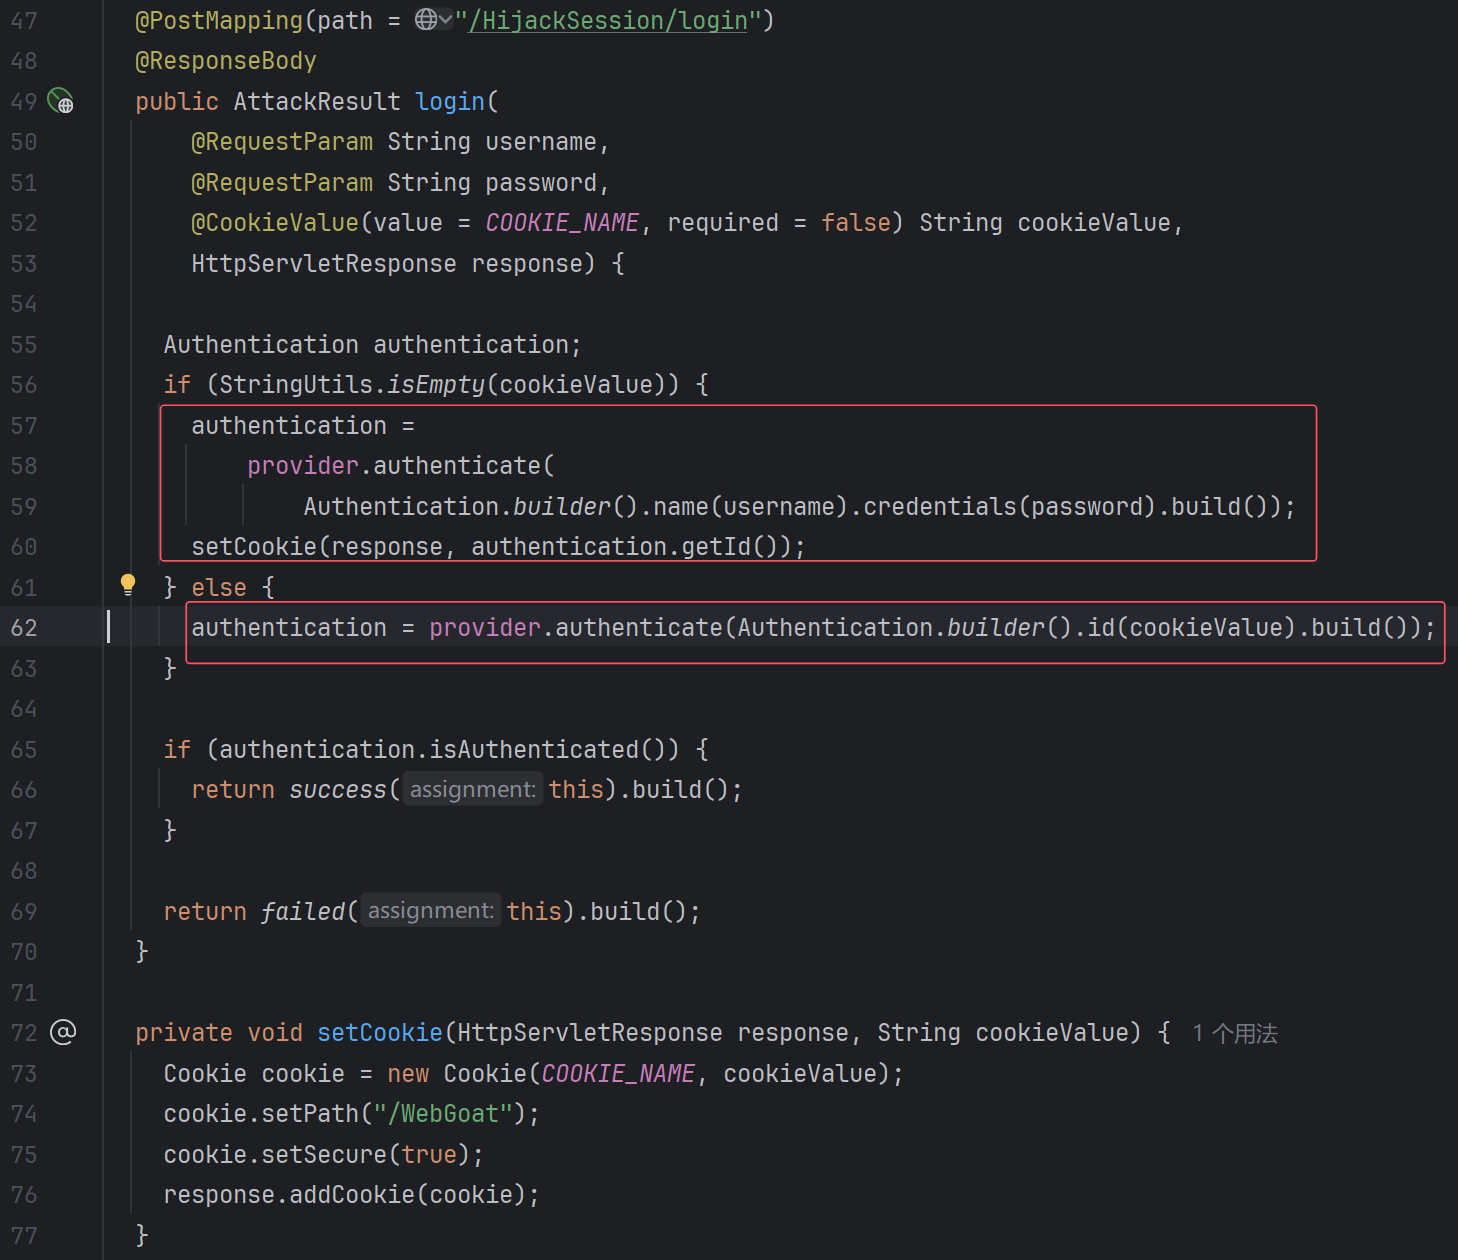 47 @PostMapping(path = "/HijackSession/login")
48 @ResponseBody
49 public AttackResult login(
50 @RequestParam String username,
51 @RequestParam String password,
52 @CookieValue(value = COOKIE_NAME, required = false) String cookieValue,
53 HttpServletResponse response) {
54
55 Authentication authentication;
56 if (StringUtils.isEmpty(cookieValue)) {
57 authentication =
58 provider.authenticate(
59 Authentication.builder().name(username).credentials(password).build());
60 setCookie(response, authentication.getId());
61 } else {
62 authentication = provider.authenticate(Authentication.builder().id(cookieValue).build());
63 }
64
65 if (authentication.isAuthenticated()) {
66 return success( assignment: this).build();
67 }
68
69 return failed( assignment: this).build();
70 }
71
72 private void setCookie(HttpServletResponse response, String cookieValue) { 1 个用法
73 Cookie cookie = new Cookie(COOKIE_NAME, cookieValue);
74 cookie.setPath("/WebGoat");
75 cookie.setSecure(true);
76 response.addCookie(cookie);
77 }